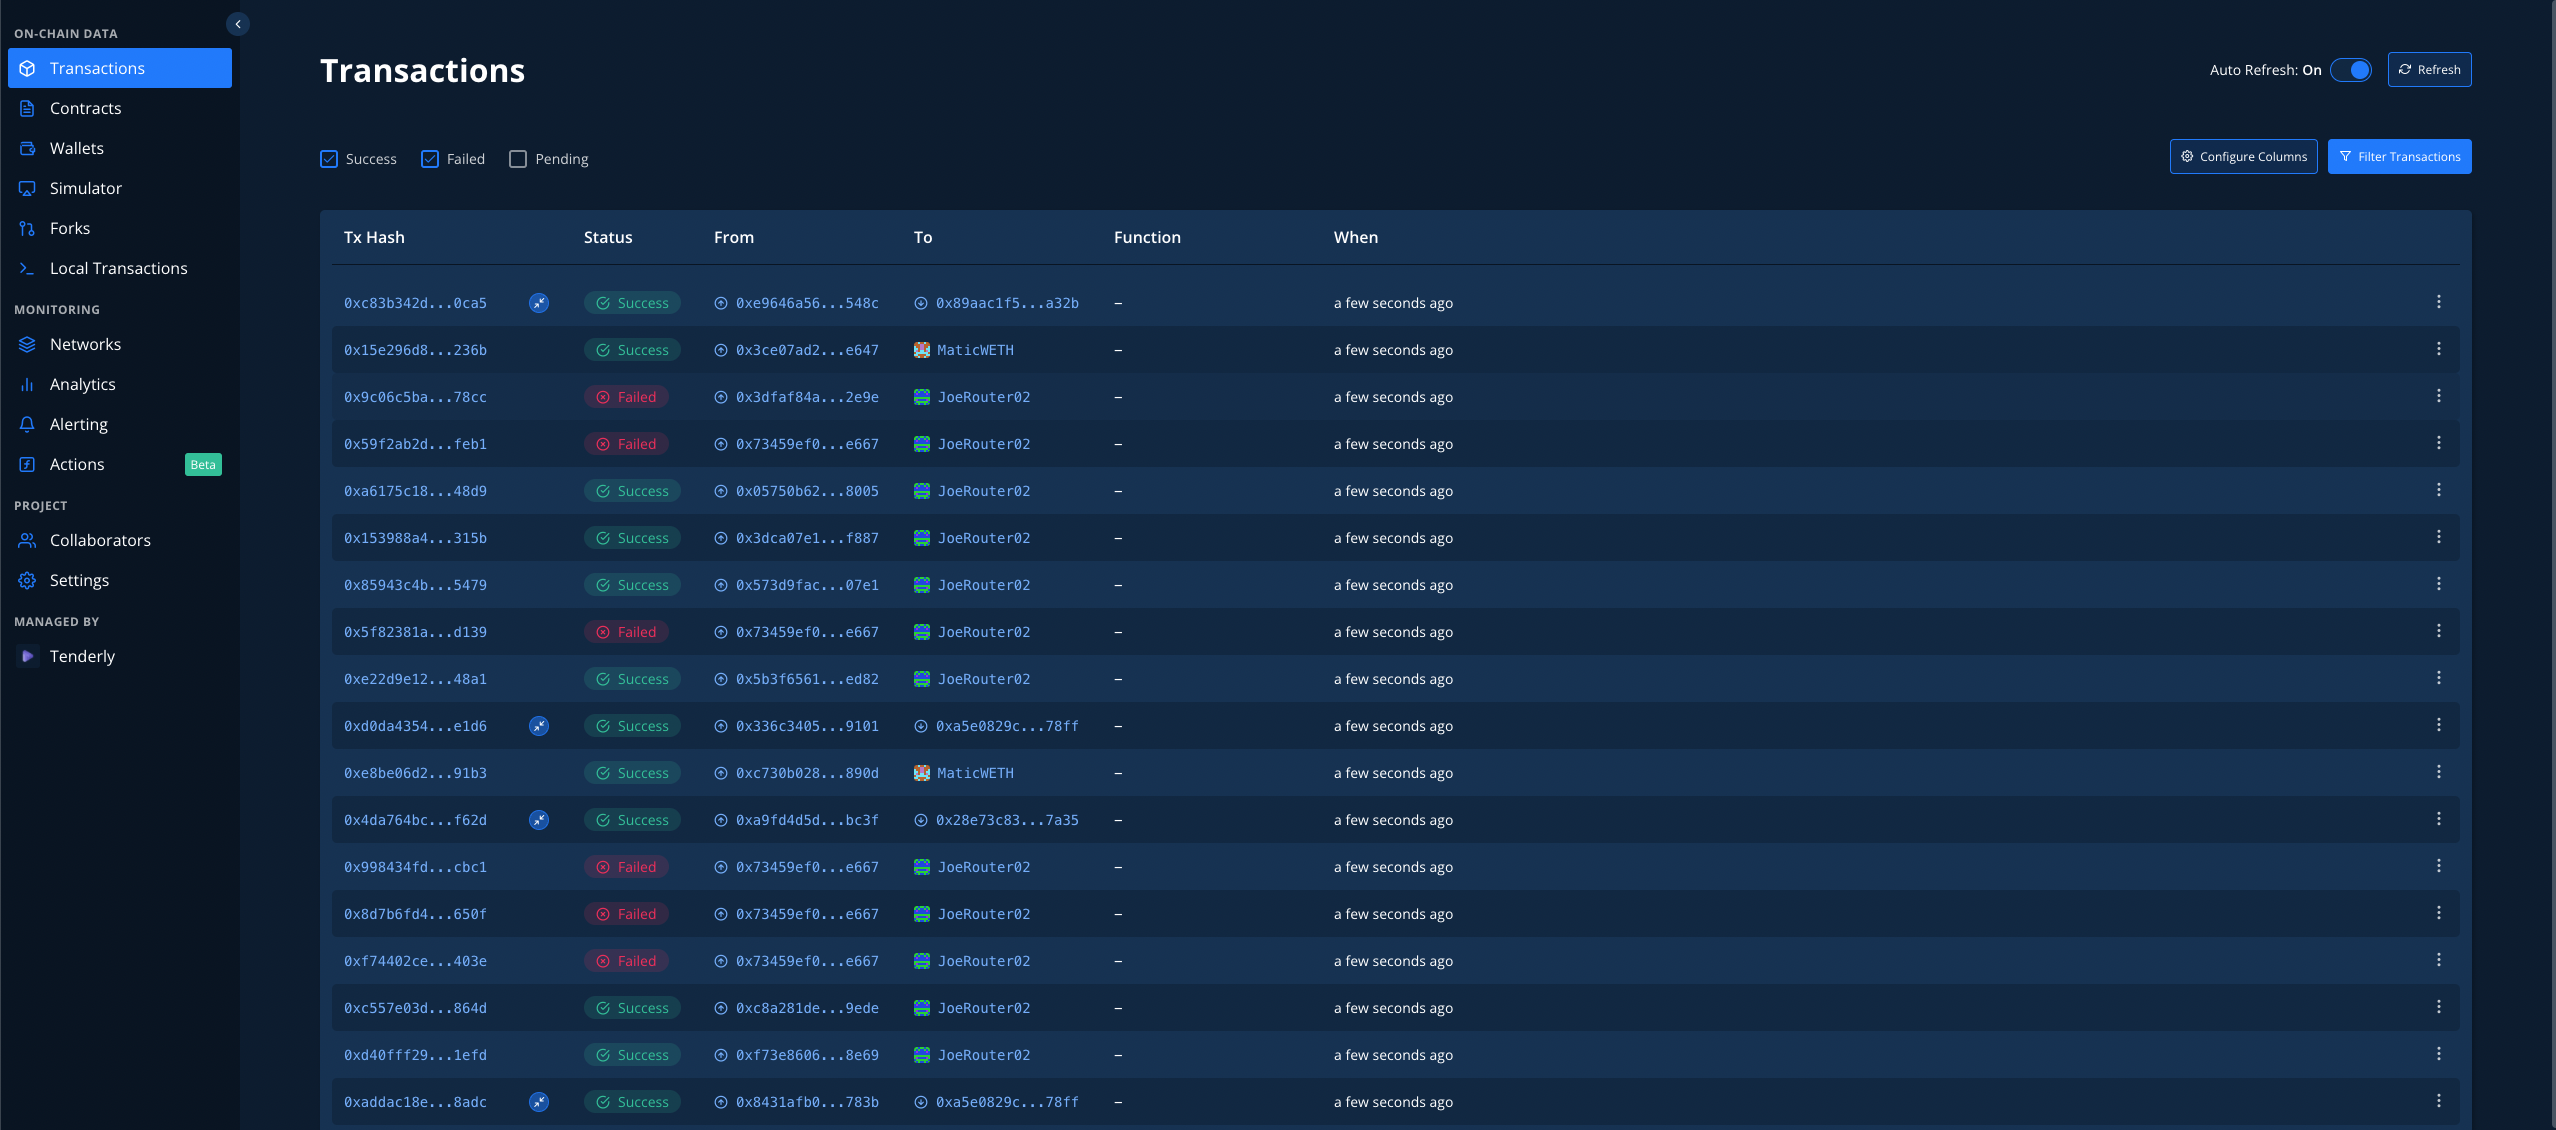 ON-CHAIN DATA
Transactions
Contracts
Wallets
Simulator
Forks
Local Transactions
MONITORING
Networks
Analytics
Alerting
Actions Beta
PROJECT
Collaborators
Settings
MANAGED BY
Tenderly
Transactions
Auto Refresh: On Refresh
Success Failed Pending
Configure Columns Filter Transactions
Tx Hash Status From To Function When
0xc83b342d...0ca5 Success 0xe9646a56...548c 0x89aac1f5...a32b – a few seconds ago
0x15e296d8...236b Success 0x3ce07ad2...e647 MaticWETH – a few seconds ago
0x9c06c5ba...78cc Failed 0x3dfaf84a...2e9e JoeRouter02 – a few seconds ago
0x59f2ab2d...feb1 Failed 0x73459ef0...e667 JoeRouter02 – a few seconds ago
0xa6175c18...48d9 Success 0x05750b62...8005 JoeRouter02 – a few seconds ago
0x153988a4...315b Success 0x3dca07e1...f887 JoeRouter02 – a few seconds ago
0x85943c4b...5479 Success 0x573d9fac...07e1 JoeRouter02 – a few seconds ago
0x5f82381a...d139 Failed 0x73459ef0...e667 JoeRouter02 – a few seconds ago
0xe22d9e12...48a1 Success 0x5b3f6561...ed82 JoeRouter02 – a few seconds ago
0xd0da4354...e1d6 Success 0x336c3405...9101 0xa5e0829c...78ff – a few seconds ago
0xe8be06d2...91b3 Success 0xc730b028...890d MaticWETH – a few seconds ago
0x4da764bc...f62d Success 0xa9fd4d5d...bc3f 0x28e73c83...7a35 – a few seconds ago
0x998434fd...cbc1 Failed 0x73459ef0...e667 JoeRouter02 – a few seconds ago
0x8d7b6fd4...650f Failed 0x73459ef0...e667 JoeRouter02 – a few seconds ago
0xf74402ce...403e Failed 0x73459ef0...e667 JoeRouter02 – a few seconds ago
0xc557e03d...864d Success 0xc8a281de...9ede JoeRouter02 – a few seconds ago
0xd40fff29...1efd Success 0xf73e8606...8e69 JoeRouter02 – a few seconds ago
0xaddac18e...8adc Success 0x8431afb0...783b 0xa5e0829c...78ff – a few seconds ago